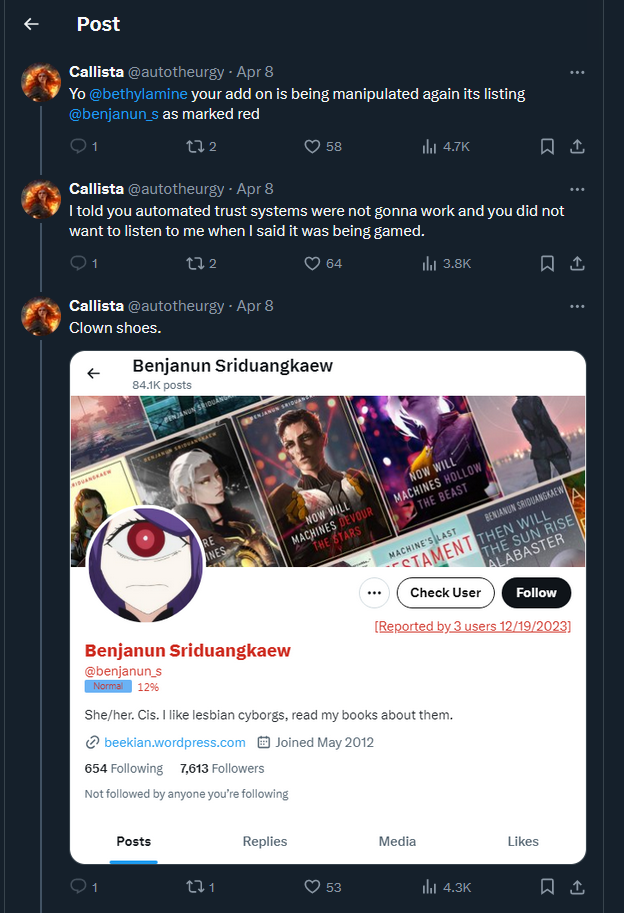 Post
Callista @autotheurgy · Apr 8
Yo @bethylamine your add on is being manipulated again its listing
@benjanun_s as marked red
1 2 58 4.7K
Callista @autotheurgy · Apr 8
I told you automated trust systems were not gonna work and you did not
want to listen to me when I said it was being gamed.
1 2 64 3.8K
Callista @autotheurgy · Apr 8
Clown shoes.
Benjanun Sriduangkaew
84.1K posts
BENJANUN SRIDUANGKAEW
NOW WILL
MACHINES DEVOUR
THE STARS
NOW WILL
MACHINES HOLLOW
THE BEAST
MACHINE'S LAST
TESTAMENT
BENJANUN SRIDUANGKAEW
THEN WILL
THE SUN RISE
ALABASTER
Check User
Follow
[Reported by 3 users 12/19/2023]
Benjanun Sriduangkaew
@benjanun_s
Normal 12%
She/her. Cis. I like lesbian cyborgs, read my books about them.
beekian.wordpress.com Joined May 2012
654 Following 7,613 Followers
Not followed by anyone you're following
Posts Replies Media Likes
1 1 53 4.3K